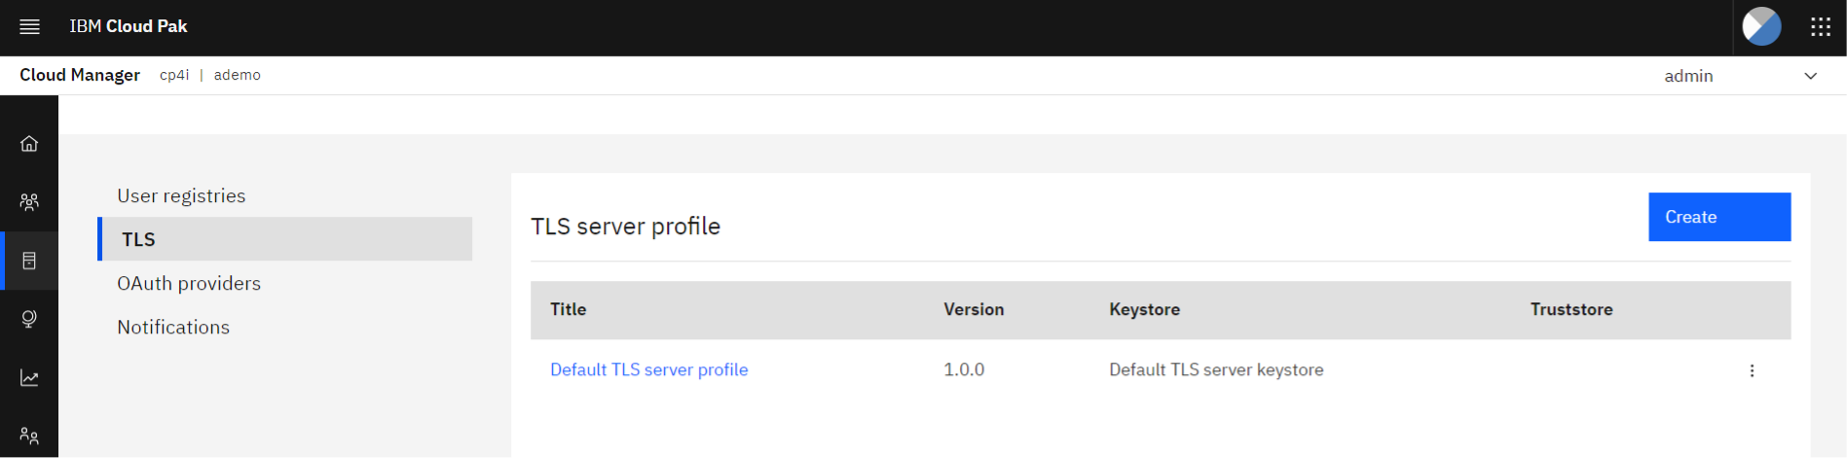 IBM Cloud Pak
Cloud Manager cp4i | ademo admin
User registries
TLS
OAuth providers
Notifications
TLS server profile
Create
Title Version Keystore Truststore
Default TLS server profile 1.0.0 Default TLS server keystore